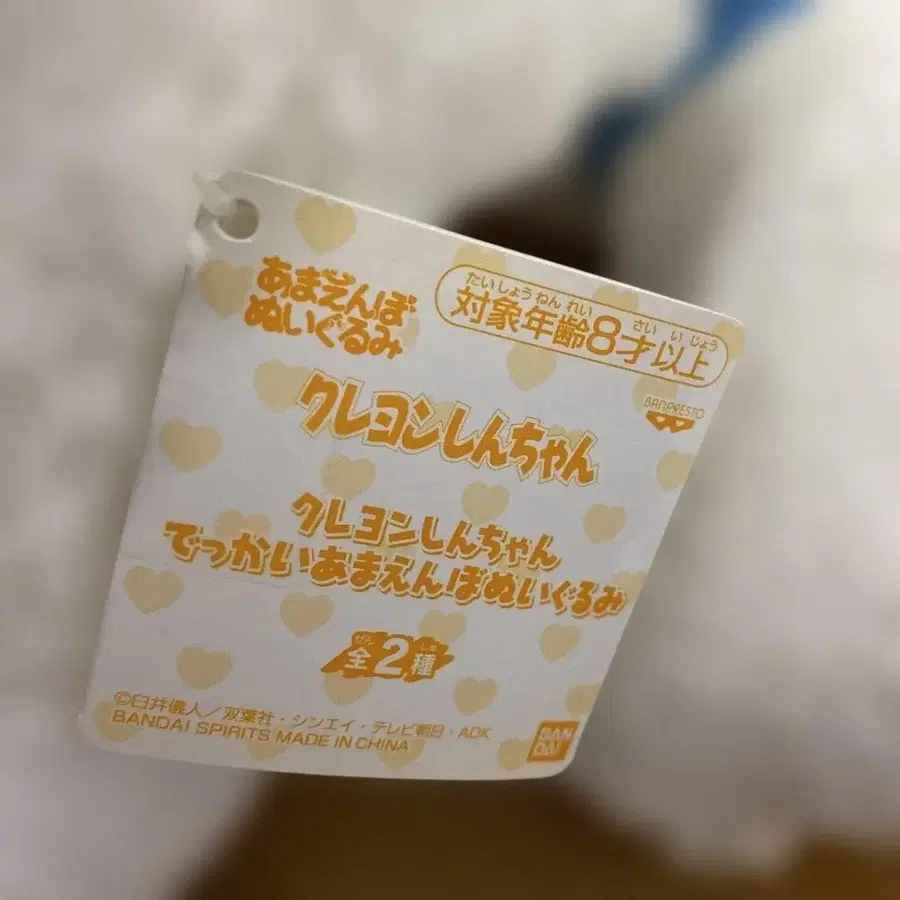 あまえんぼ
ぬいぐるみ
たいしょうねんれい さいいじょう
対象年齢8才以上
BANPRESTO
クレヨンしんちゃん
クレヨンしんちゃん
でっかいあまえんぼぬいぐるみ
ぜん しゅ
全2種
©臼井儀人／双葉社・シンエイ・テレビ朝日・ADK
BANDAI SPIRITS MADE IN CHINA
BAN
DAI